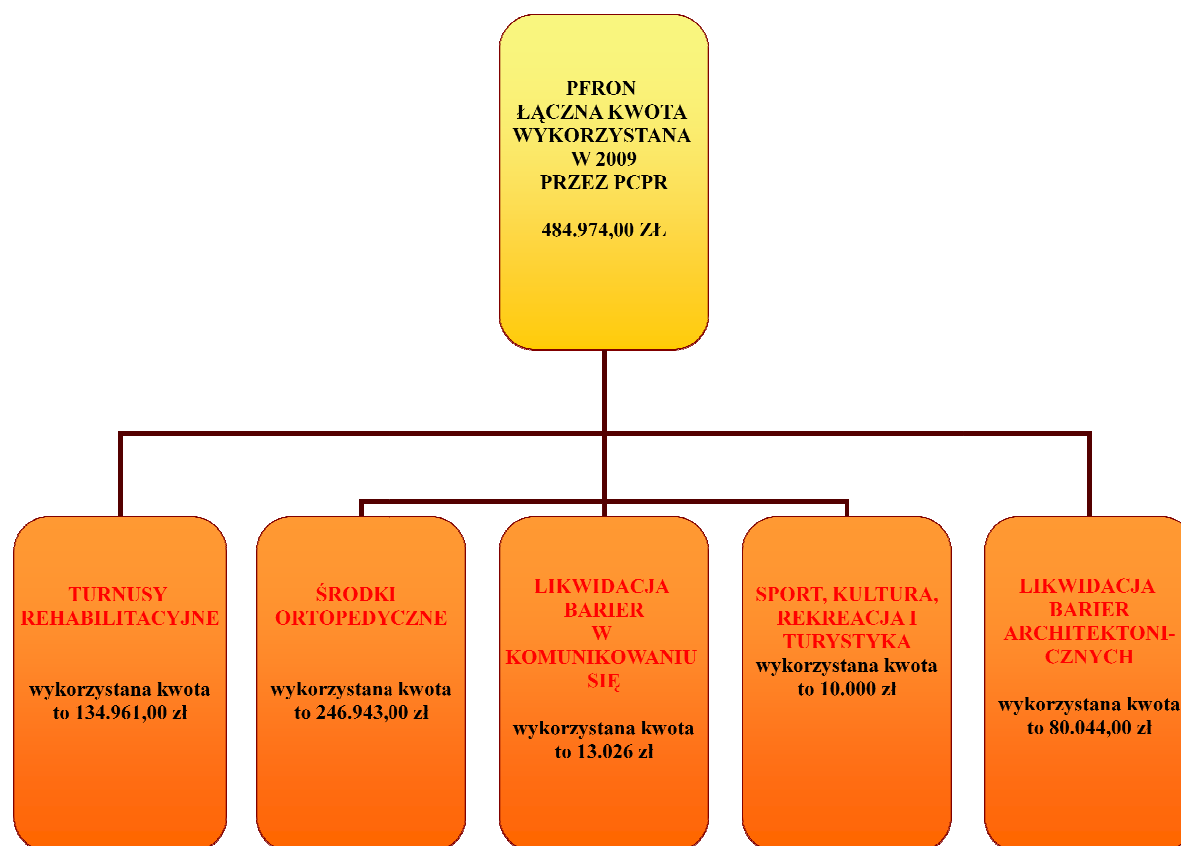 PFRON
ŁĄCZNA KWOTA
WYKORZYSTANA
W 2009
PRZEZ PCPR
484.974,00 ZŁ
TURNUSY
REHABILITACYJNE
wykorzystana kwota
to 134.961,00 zł
ŚRODKI
ORTOPEDYCZNE
wykorzystana kwota
to 246.943,00 zł
LIKWIDACJA
BARIER
W
KOMUNIKOWANIU
SIĘ
wykorzystana kwota
to 13.026 zł
SPORT, KULTURA,
REKREACJA I
TURYSTYKA
wykorzystana kwota
to 10.000 zł
LIKWIDACJA
BARIER
ARCHITEKTONI-
CZNYCH
wykorzystana kwota
to 80.044,00 zł